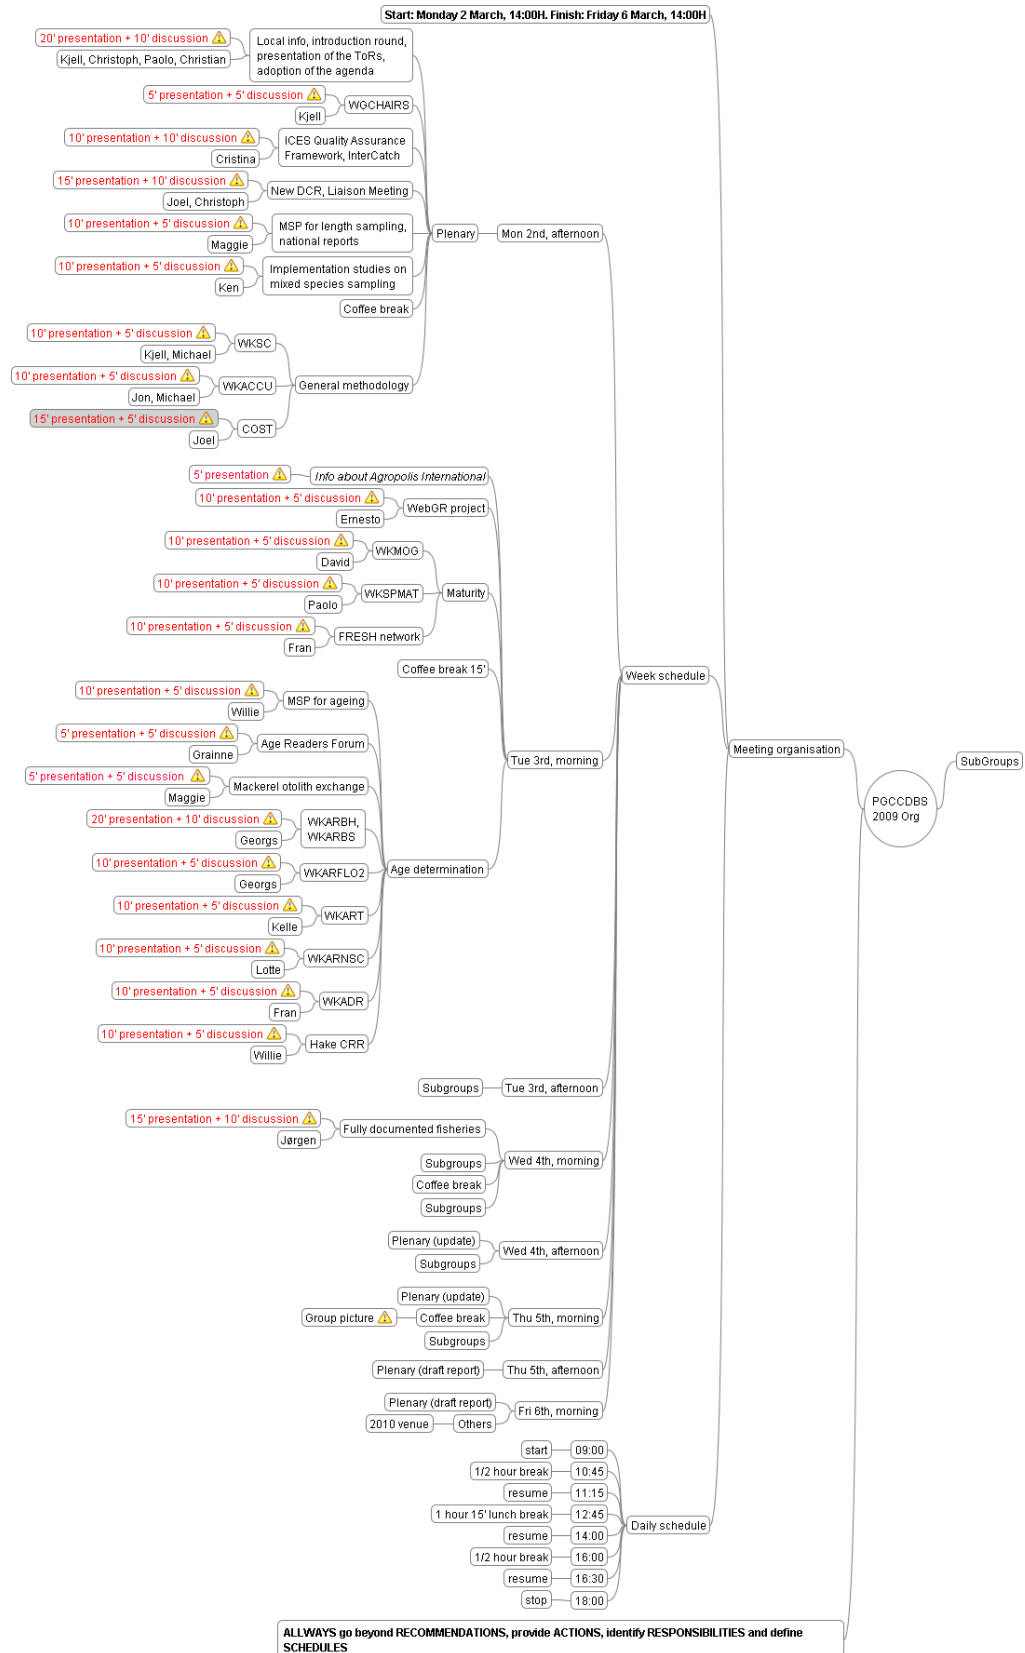 Start: Monday 2 March, 14:00H. Finish: Friday 6 March, 14:00H
20' presentation + 10' discussion
Kjell, Christoph, Paolo, Christian
Local info, introduction round,
presentation of the ToRs,
adoption of the agenda
5' presentation + 5' discussion
Kjell
WGCHAIRS
10' presentation + 10' discussion
Cristina
ICES Quality Assurance
Framework, InterCatch
15' presentation + 10' discussion
Joel, Christoph
New DCR, Liaison Meeting
10' presentation + 5' discussion
Maggie
MSP for length sampling,
national reports
Plenary
Mon 2nd, afternoon
10' presentation + 5' discussion
Ken
Implementation studies on
mixed species sampling
Coffee break
10' presentation + 5' discussion
Kjell, Michael
WKSC
10' presentation + 5' discussion
Jon, Michael
WKACCU
General methodology
15' presentation + 5' discussion
Joel
COST
5' presentation
Info about Agropolis International
10' presentation + 5' discussion
Ernesto
WebGR project
10' presentation + 5' discussion
David
WKMOG
10' presentation + 5' discussion
Paolo
WKSPMAT
Maturity
10' presentation + 5' discussion
Fran
FRESH network
Coffee break 15'
Week schedule
10' presentation + 5' discussion
Willie
MSP for ageing
5' presentation + 5' discussion
Grainne
Age Readers Forum
Tue 3rd, morning
Meeting organisation
SubGroups
5' presentation + 5' discussion
Maggie
Mackerel otolith exchange
PGCCDBS
2009 Org
20' presentation + 10' discussion
Georgs
WKARBH,
WKARBS
10' presentation + 5' discussion
Georgs
WKARFLO2
Age determination
10' presentation + 5' discussion
Kelle
WKART
10' presentation + 5' discussion
Lotte
WKARNSC
10' presentation + 5' discussion
Fran
WKADR
10' presentation + 5' discussion
Willie
Hake CRR
Subgroups
Tue 3rd, afternoon
15' presentation + 10' discussion
Jørgen
Fully documented fisheries
Subgroups
Wed 4th, morning
Coffee break
Subgroups
Plenary (update)
Wed 4th, afternoon
Subgroups
Plenary (update)
Group picture
Coffee break
Thu 5th, morning
Subgroups
Plenary (draft report)
Thu 5th, afternoon
Plenary (draft report)
Fri 6th, morning
2010 venue
Others
start
09:00
1/2 hour break
10:45
resume
11:15
1 hour 15' lunch break
12:45
Daily schedule
resume
14:00
1/2 hour break
16:00
resume
16:30
stop
18:00
ALLWAYS go beyond RECOMMENDATIONS, provide ACTIONS, identify RESPONSIBILITIES and define
SCHEDULES